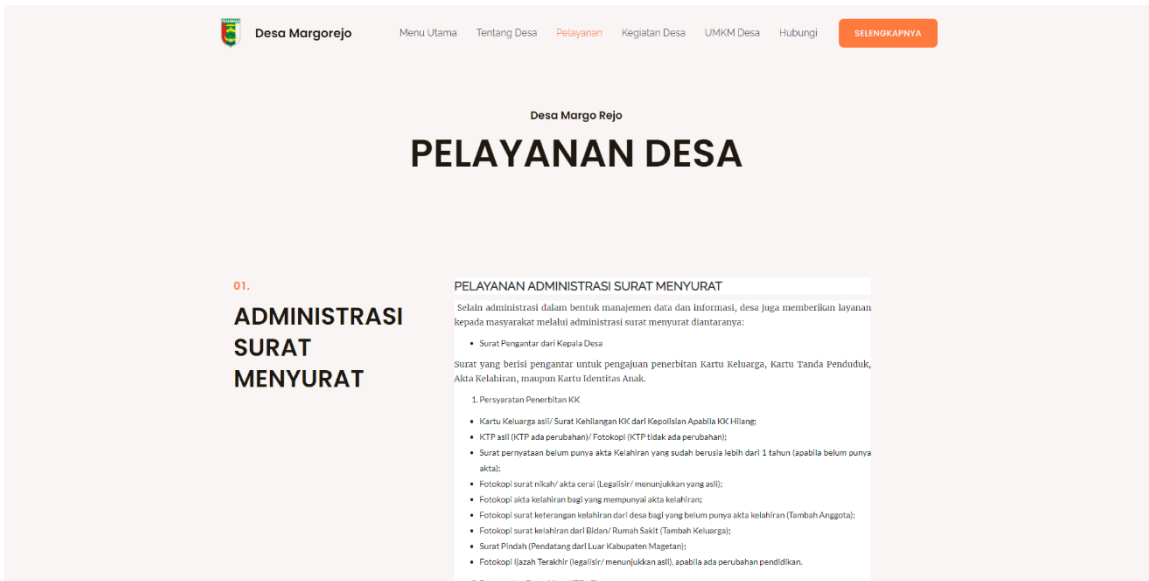 Desa Margorejo
Menu Utama
Tentang Desa
Pelayanan
Kegiatan Desa
UMKM Desa
Hubungi
SELENGKAPNYA
Desa Margo Rejo
PELAYANAN DESA
01.
ADMINISTRASI
SURAT
MENYURAT
PELAYANAN ADMINISTRASI SURAT MENYURAT
Selain administrasi dalam bentuk manajemen data dan informasi, desa juga memberikan layanan
kepada masyarakat melalui administrasi surat menyurat diantaranya:
• Surat Pengantar dari Kepala Desa
Surat yang berisi pengantar untuk pengajuan penerbitan Kartu Keluarga, Kartu Tanda Penduduk,
Akta Kelahiran, maupun Kartu Identitas Anak.
1. Persyaratan Penerbitan KK
• Kartu Keluarga asli/ Surat Kehilangan KK dari Kepolisian Apabila KK Hilang;
• KTP asli (KTP ada perubahan)/ Fotokopi (KTP tidak ada perubahan);
• Surat pernyataan belum punya akta Kelahiran yang sudah berusia lebih dari 1 tahun (apabila belum punya
akta);
• Fotokopi surat nikah/ akta cerai (Legalisir/ menunjukkan yang asli);
• Fotokopi akta kelahiran bagi yang mempunyai akta kelahiran;
• Fotokopi surat keterangan kelahiran dari desa bagi yang belum punya akta kelahiran (Tambah Anggota);
• Fotokopi surat kelahiran dari Bidan/ Rumah Sakit (Tambah Keluarga);
• Surat Pindah (Pendatang dari Luar Kabupaten Magetan);
• Fotokopi Ijazah Terakhir (legalisir/ menunjukkan asli), apabila ada perubahan pendidikan.